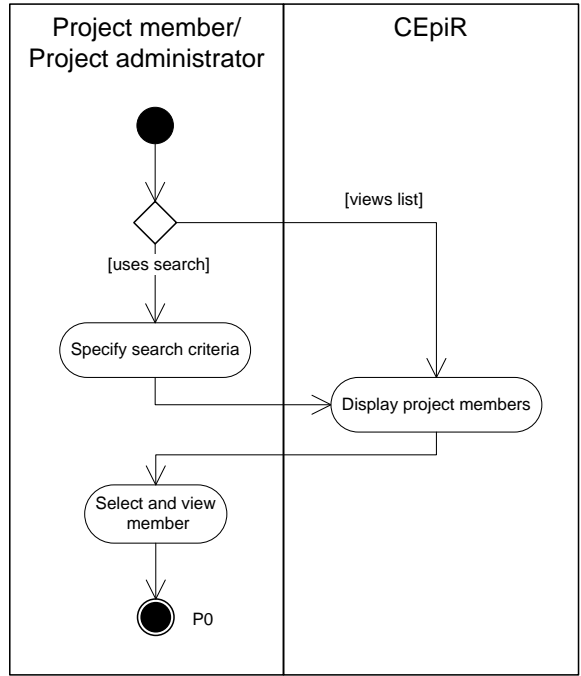 Project member/
Project administrator
CEpiR
[views list]
[uses search]
Specify search criteria
Display project members
Select and view
member
P0